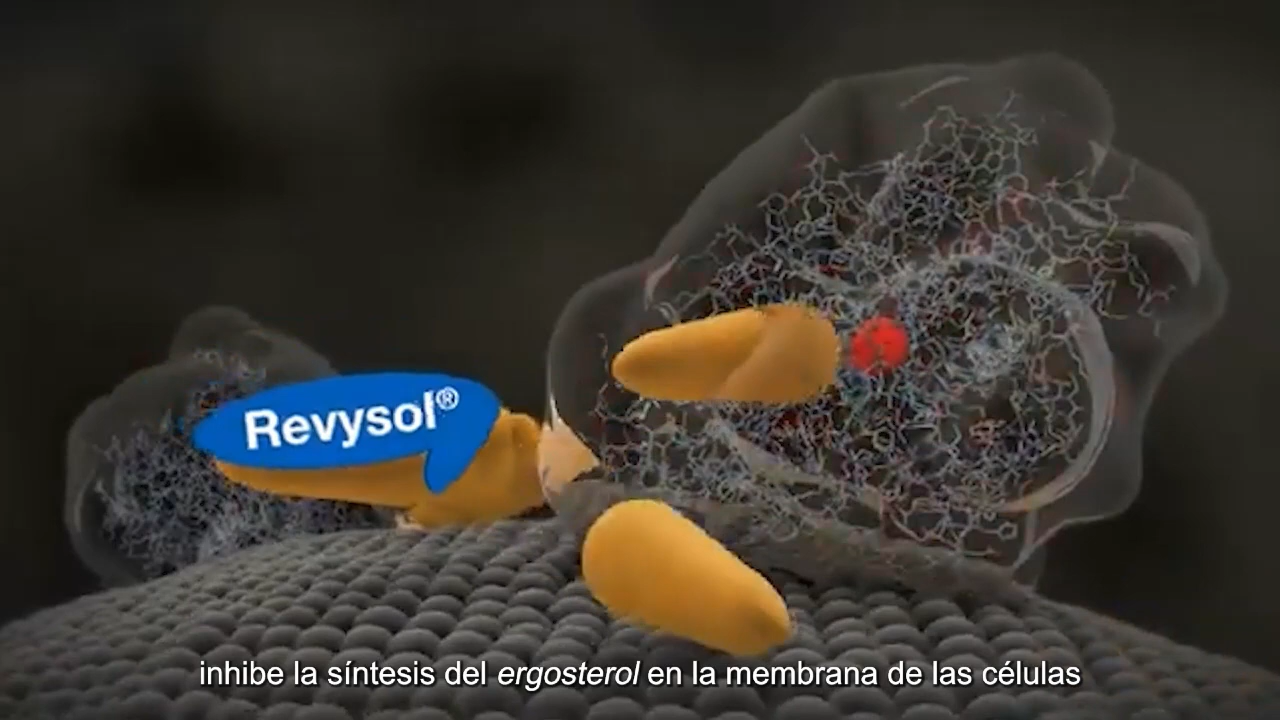 Revysol®
inhibe la síntesis del ergosterol en la membrana de las células